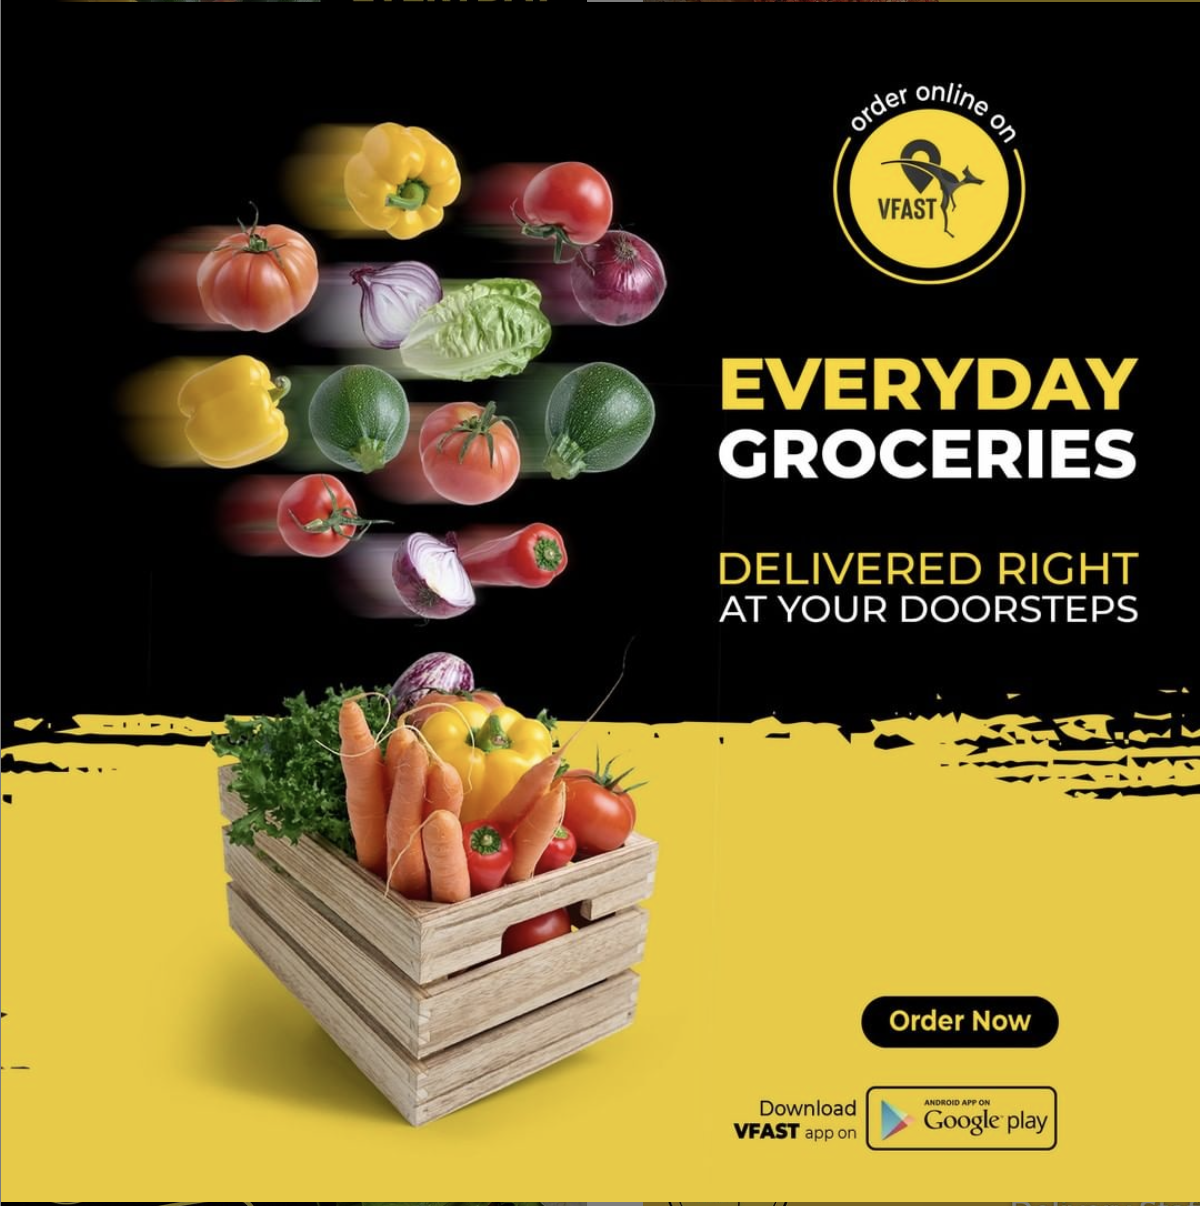 order online on
VFAST
EVERYDAY
GROCERIES
DELIVERED RIGHT
AT YOUR DOORSTEPS
Order Now
Download
VFAST app on
ANDROID APP ON
Google play